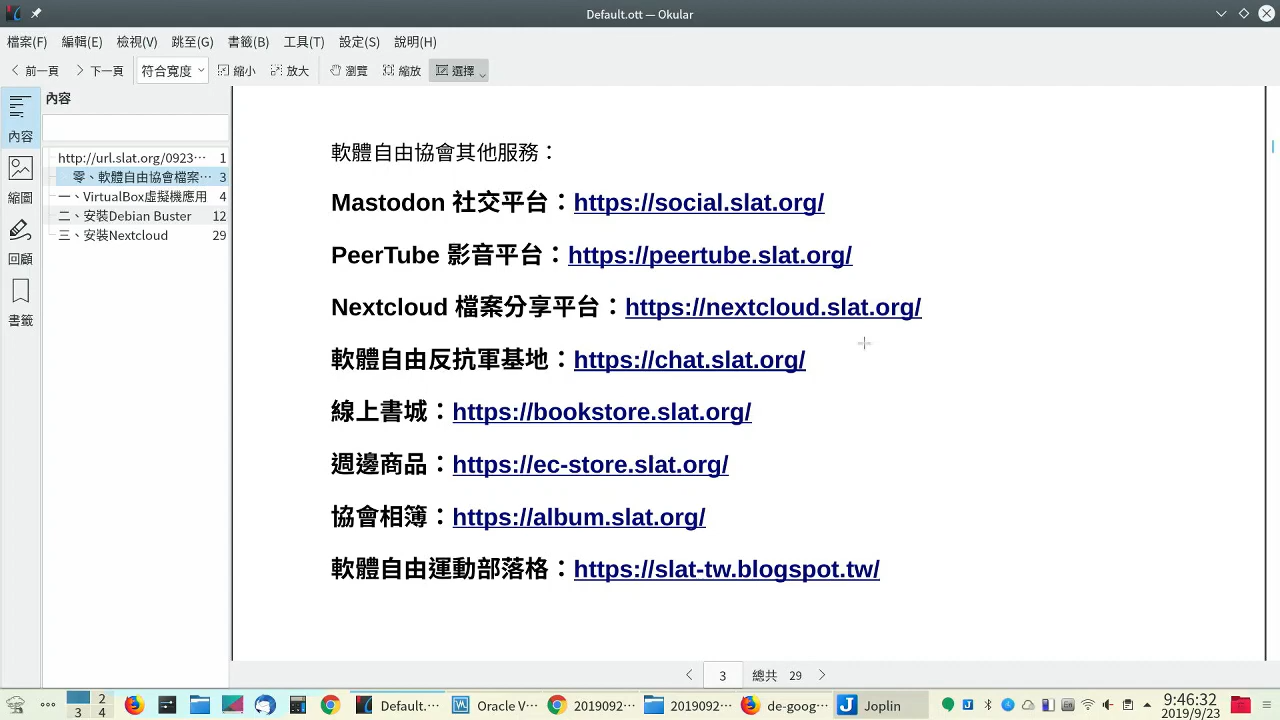 Default.ott — Okular
檔案(F) 編輯(E) 檢視(V) 跳至(G) 書籤(B) 工具(T) 設定(S) 說明(H)
前一頁 下一頁 符合寬度 縮小 放大 瀏覽 縮放 選擇
內容
內容
縮圖
回顧
書籤
http://url.slat.org/0923⋯ 1
零、軟體自由協會檔案⋯ 3
一、VirtualBox虛擬機應用 4
二、安裝Debian Buster 12
三、安裝Nextcloud 29
軟體自由協會其他服務：
Mastodon 社交平台：https://social.slat.org/
PeerTube 影音平台：https://peertube.slat.org/
Nextcloud 檔案分享平台：https://nextcloud.slat.org/
軟體自由反抗軍基地：https://chat.slat.org/
線上書城：https://bookstore.slat.org/
週邊商品：https://ec-store.slat.org/
協會相簿：https://album.slat.org/
軟體自由運動部落格：https://slat-tw.blogspot.tw/
3 總共 29
2
3 4
Default.⋯ Oracle V⋯ 2019092⋯ 2019092⋯ de-goog⋯ Joplin
9:46:32
2019/9/23